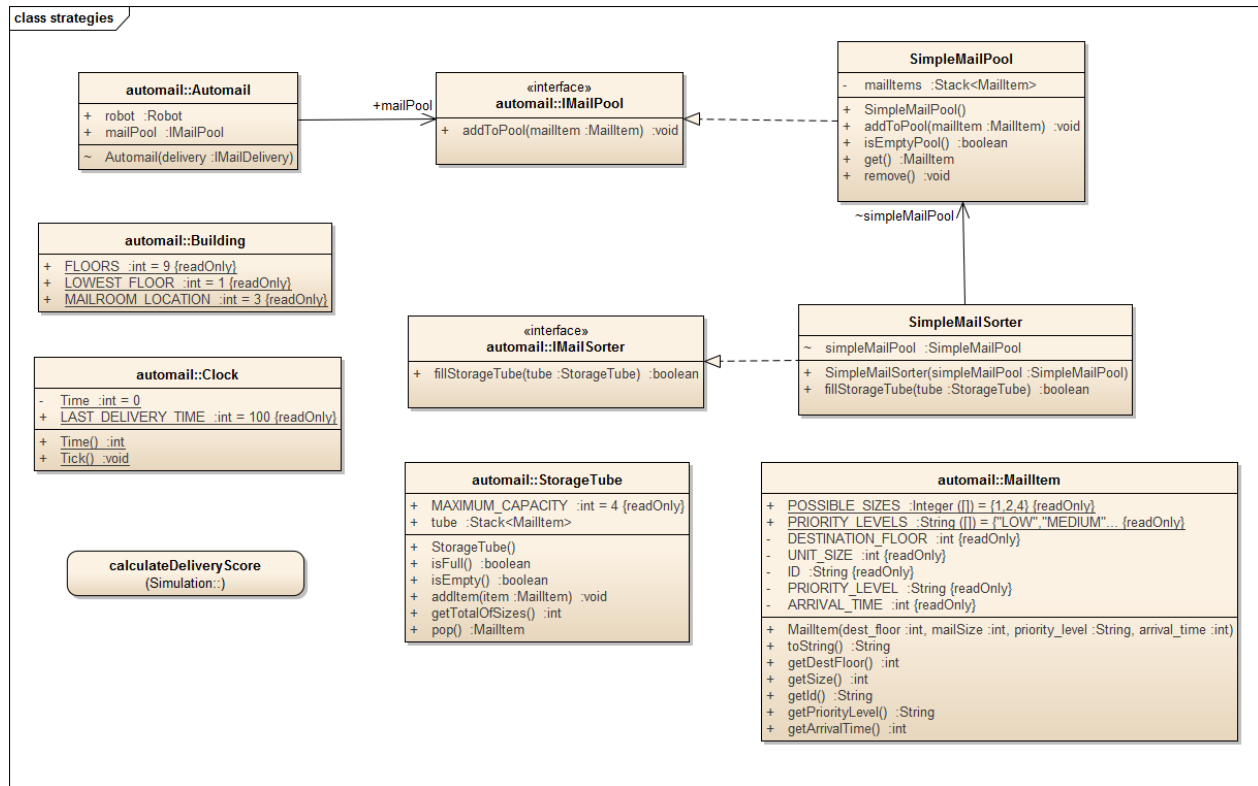 class strategies
automail::Automail
+ robot :Robot
+ mailPool :IMailPool
~ Automail(delivery :IMailDelivery)
+mailPool
«interface»
automail::IMailPool
+ addToPool(mailItem :MailItem) :void
SimpleMailPool
- mailItems :Stack<MailItem>
+ SimpleMailPool()
+ addToPool(mailItem :MailItem) :void
+ isEmptyPool() :boolean
+ get() :MailItem
+ remove() :void
~simpleMailPool
automail::Building
+ FLOORS :int = 9 {readOnly}
+ LOWEST_FLOOR :int = 1 {readOnly}
+ MAILROOM_LOCATION :int = 3 {readOnly}
«interface»
automail::IMailSorter
+ fillStorageTube(tube :StorageTube) :boolean
SimpleMailSorter
~ simpleMailPool :SimpleMailPool
+ SimpleMailSorter(simpleMailPool :SimpleMailPool)
+ fillStorageTube(tube :StorageTube) :boolean
automail::Clock
- Time :int = 0
+ LAST_DELIVERY_TIME :int = 100 {readOnly}
+ Time() :int
+ Tick() :void
automail::StorageTube
+ MAXIMUM_CAPACITY :int = 4 {readOnly}
+ tube :Stack<MailItem>
+ StorageTube()
+ isFull() :boolean
+ isEmpty() :boolean
+ addItem(item :MailItem) :void
+ getTotalOfSizes() :int
+ pop() :MailItem
automail::MailItem
+ POSSIBLE_SIZES :Integer ([]) = {1,2,4} {readOnly}
+ PRIORITY_LEVELS :String ([]) = {"LOW","MEDIUM"... {readOnly}
- DESTINATION_FLOOR :int {readOnly}
- UNIT_SIZE :int {readOnly}
- ID :String {readOnly}
- PRIORITY_LEVEL :String {readOnly}
- ARRIVAL_TIME :int {readOnly}
+ MailItem(dest_floor :int, mailSize :int, priority_level :String, arrival_time :int)
+ toString() :String
+ getDestFloor() :int
+ getSize() :int
+ getId() :String
+ getPriorityLevel() :String
+ getArrivalTime() :int
calculateDeliveryScore
(Simulation::)